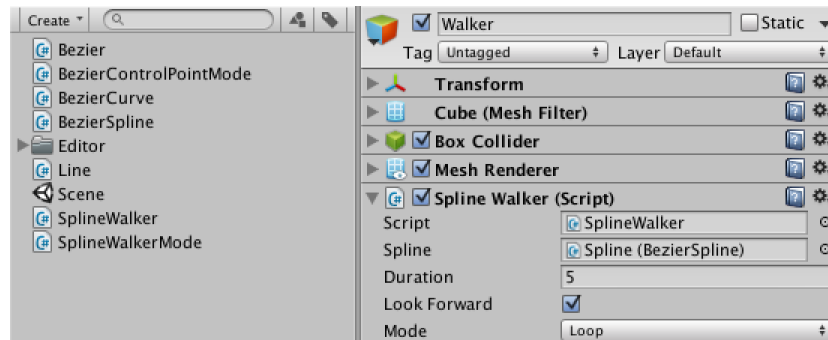 Create
Bezier
BezierControlPointMode
BezierCurve
BezierSpline
Editor
Line
Scene
SplineWalker
SplineWalkerMode
Walker Static
Tag Untagged Layer Default
Transform
Cube (Mesh Filter)
Box Collider
Mesh Renderer
Spline Walker (Script)
Script SplineWalker
Spline Spline (BezierSpline)
Duration 5
Look Forward
Mode Loop